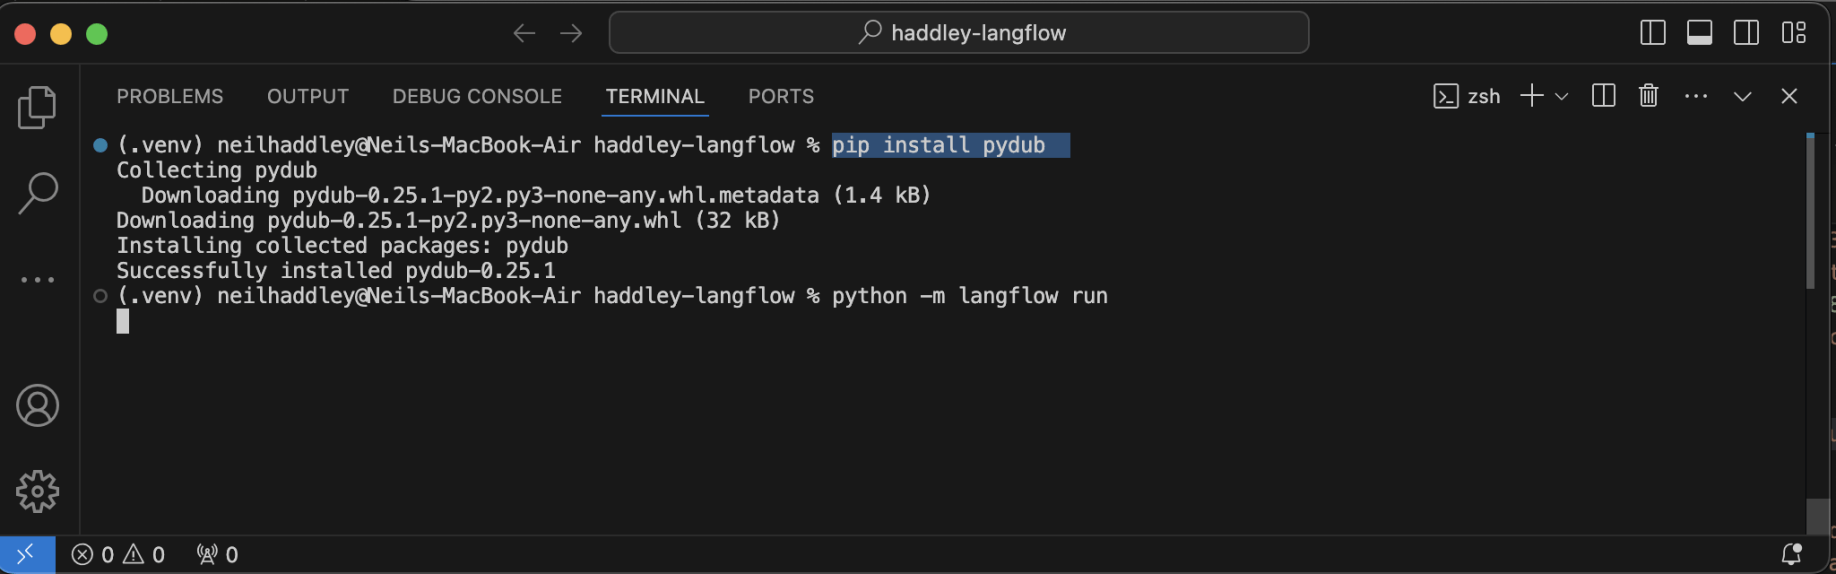 haddley-langflow
PROBLEMS OUTPUT DEBUG CONSOLE TERMINAL PORTS zsh
(.venv) neilhaddley@Neils-MacBook-Air haddley-langflow % pip install pydub
Collecting pydub
Downloading pydub-0.25.1-py2.py3-none-any.whl.metadata (1.4 kB)
Downloading pydub-0.25.1-py2.py3-none-any.whl (32 kB)
Installing collected packages: pydub
Successfully installed pydub-0.25.1
(.venv) neilhaddley@Neils-MacBook-Air haddley-langflow % python -m langflow run
0 0 0